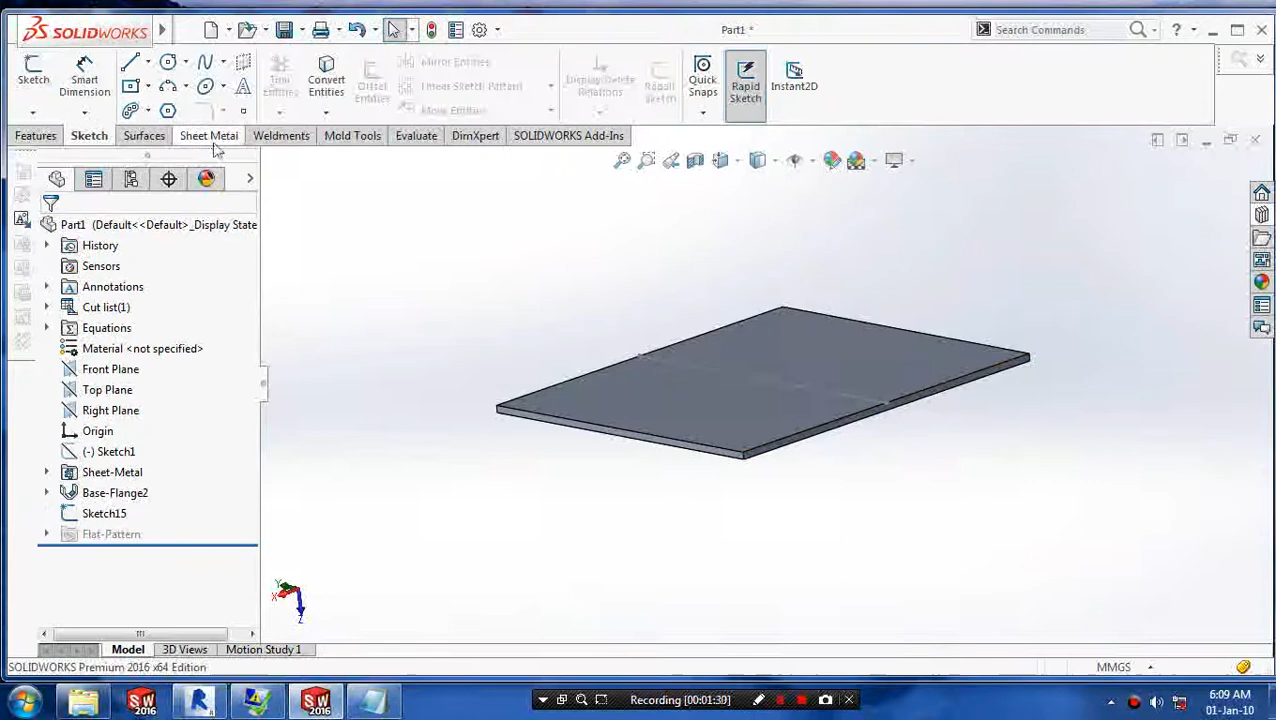 SOLIDWORKS
Part1 *
Search Commands
Sketch
Smart Dimension
Trim Entities
Convert Entities
Offset Entities
Mirror Entities
Linear Sketch Pattern
Move Entities
Display/Delete Relations
Repair Sketch
Quick Snaps
Rapid Sketch
Instant2D
Features Sketch Surfaces Sheet Metal Weldments Mold Tools Evaluate DimXpert SOLIDWORKS Add-Ins
Part1 (Default<<Default>_Display State
History
Sensors
Annotations
Cut list(1)
Equations
Material <not specified>
Front Plane
Top Plane
Right Plane
Origin
(-) Sketch1
Sheet-Metal
Base-Flange2
Sketch15
Flat-Pattern
Y
X
Z
Model 3D Views Motion Study 1
SOLIDWORKS Premium 2016 x64 Edition
MMGS
SW 2016
SW 2016
Recording [00:01:30]
6:09 AM
01-Jan-10